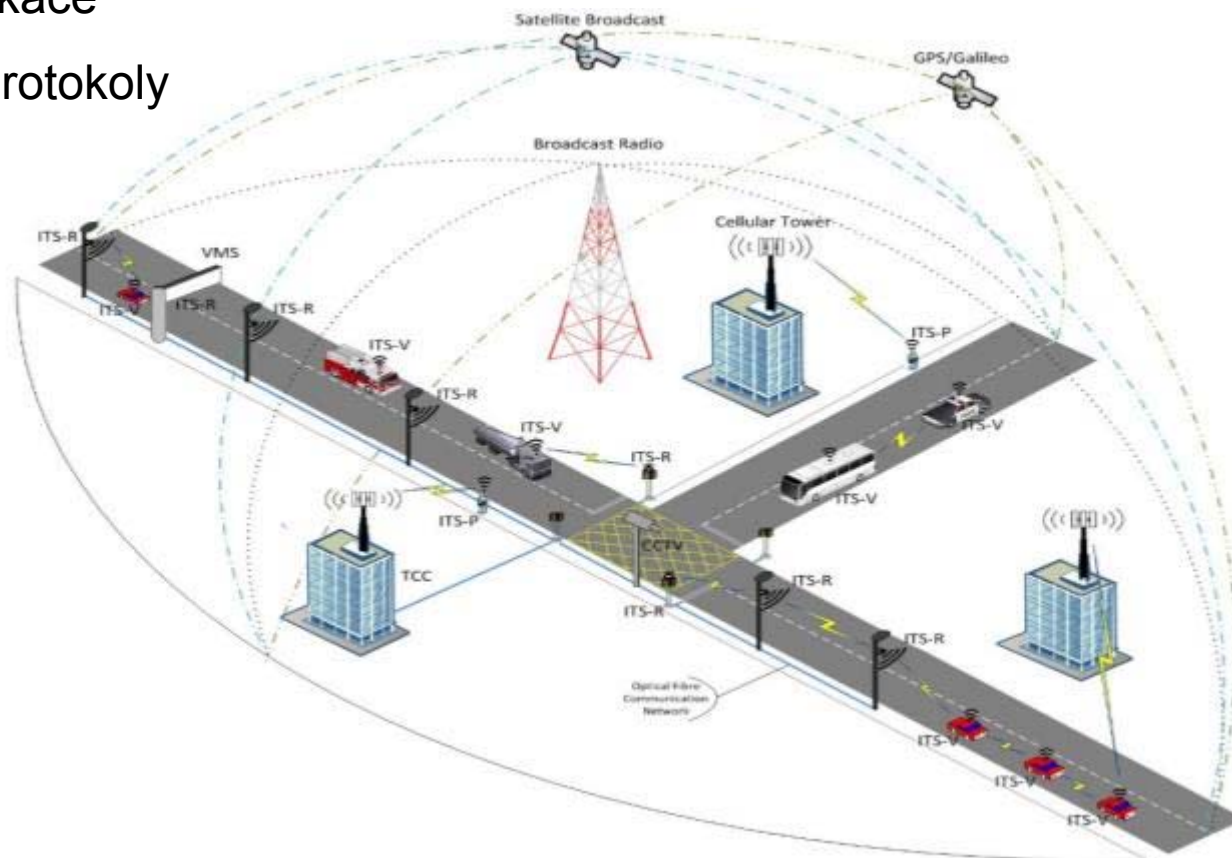 kace
rotokoly
Satellite Broadcast
GPS/Galileo
Broadcast Radio
Cellular Tower
ITS-R
VMS
ITS-V
ITS-R
ITS-R
ITS-P
ITS-V
ITS-R
ITS-V
ITS-V
ITS-R
ITS-V
ITS-P
CCTV
TCC
ITS-R
ITS-R
ITS-R
Optical Fibre
Communication
Network
ITS-V
ITS-V
ITS-V